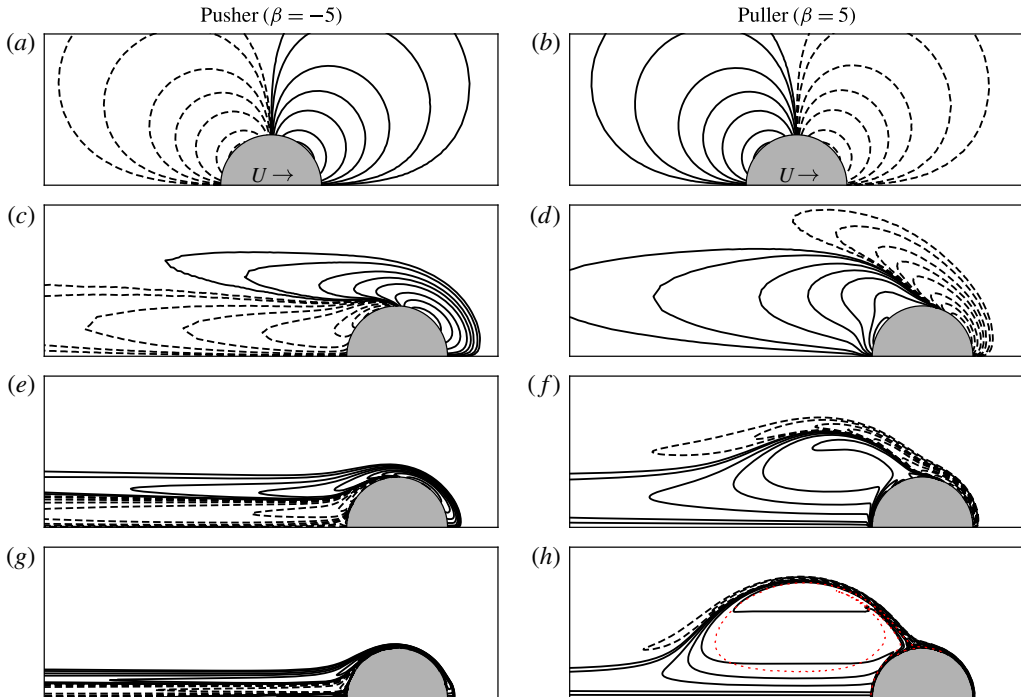 Pusher (β = −5)
Puller (β = 5)
(a)
(b)
U →
U →
(c)
(d)
(e)
(f)
(g)
(h)